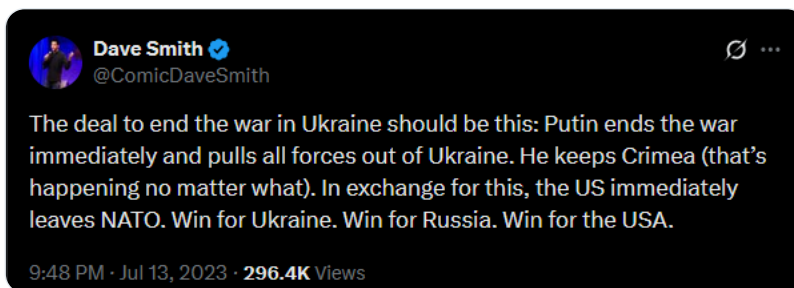 Dave Smith
@ComicDaveSmith
The deal to end the war in Ukraine should be this: Putin ends the war
immediately and pulls all forces out of Ukraine. He keeps Crimea (that’s
happening no matter what). In exchange for this, the US immediately
leaves NATO. Win for Ukraine. Win for Russia. Win for the USA.
9:48 PM · Jul 13, 2023 · 296.4K Views